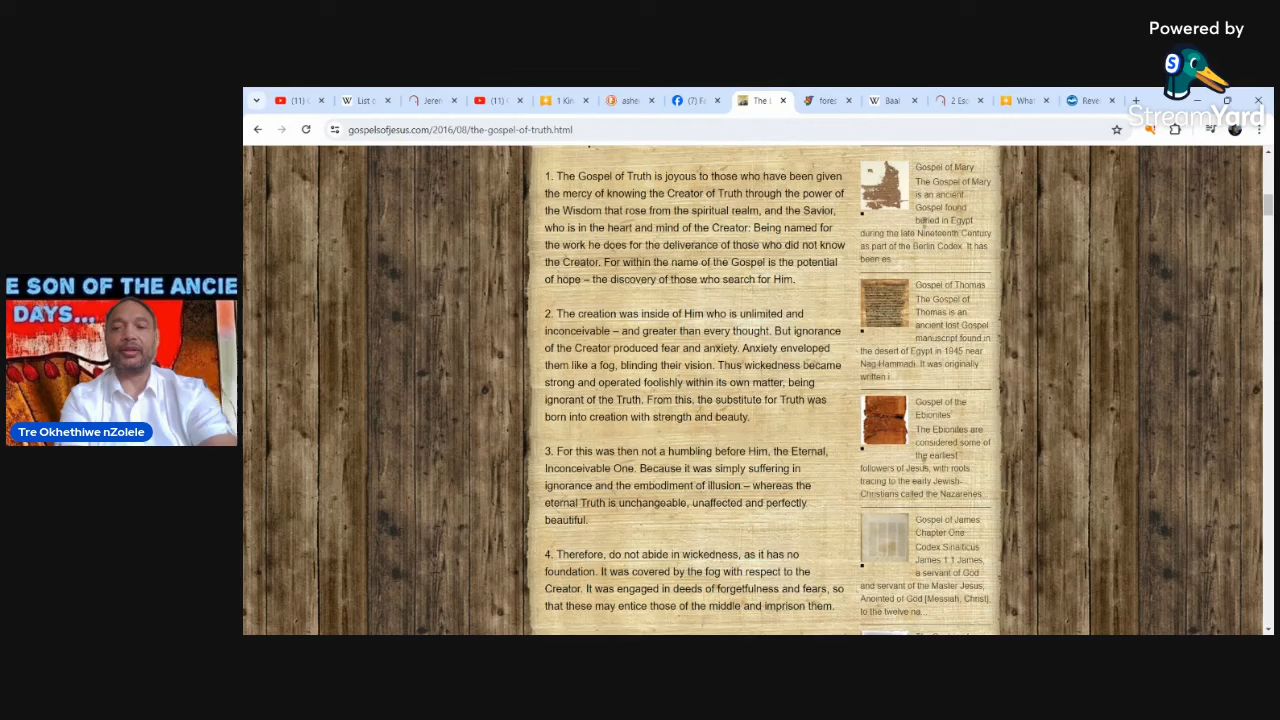 Powered by
StreamYard
(11)
List o
Jerem
(11)
1 Kin
ashe
(7) F
The L
fores
Baal
2 Es
What
Reve
gospelsofjesus.com/2016/08/the-gospel-of-truth.html
1. The Gospel of Truth is joyous to those who have been given
the mercy of knowing the Creator of Truth through the power of
the Wisdom that rose from the spiritual realm, and the Savior,
who is in the heart and mind of the Creator: Being named for
the work he does for the deliverance of those who did not know
the Creator. For within the name of the Gospel is the potential
of hope – the discovery of those who search for Him.
2. The creation was inside of Him who is unlimited and
inconceivable – and greater than every thought. But ignorance
of the Creator produced fear and anxiety. Anxiety enveloped
them like a fog, blinding their vision. Thus wickedness became
strong and operated foolishly within its own matter, being
ignorant of the Truth. From this, the substitute for Truth was
born into creation with strength and beauty.
3. For this was then not a humbling before Him, the Eternal,
Inconceivable One. Because it was simply suffering in
ignorance and the embodiment of illusion – whereas the
eternal Truth is unchangeable, unaffected and perfectly
beautiful.
4. Therefore, do not abide in wickedness, as it has no
foundation. It was covered by the fog with respect to the
Creator. It was engaged in deeds of forgetfulness and fears, so
that these may entice those of the middle and imprison them.
Gospel of Mary
The Gospel of Mary
is an ancient
Gospel found
buried in Egypt
during the late Nineteenth Century
as part of the Berlin Codex. It has
been es
Gospel of Thomas
The Gospel of
Thomas is an
ancient lost Gospel
manuscript found in
the desert of Egypt in 1945 near
Nag Hammadi. It was originally
written i
Gospel of the
Ebionites
The Ebionites are
considered some of
the earliest
followers of Jesus, with roots
tracing to the early Jewish-
Christians called the Nazarenes.
Gospel of James
Chapter One
Codex Sinaiticus
James 1 1 James,
a servant of God
and servant of the Master Jesus,
Anointed of God [Messiah, Christ],
to the twelve na...
E SON OF THE ANCIE
DAYS...
Tre Okhethiwe nZolele